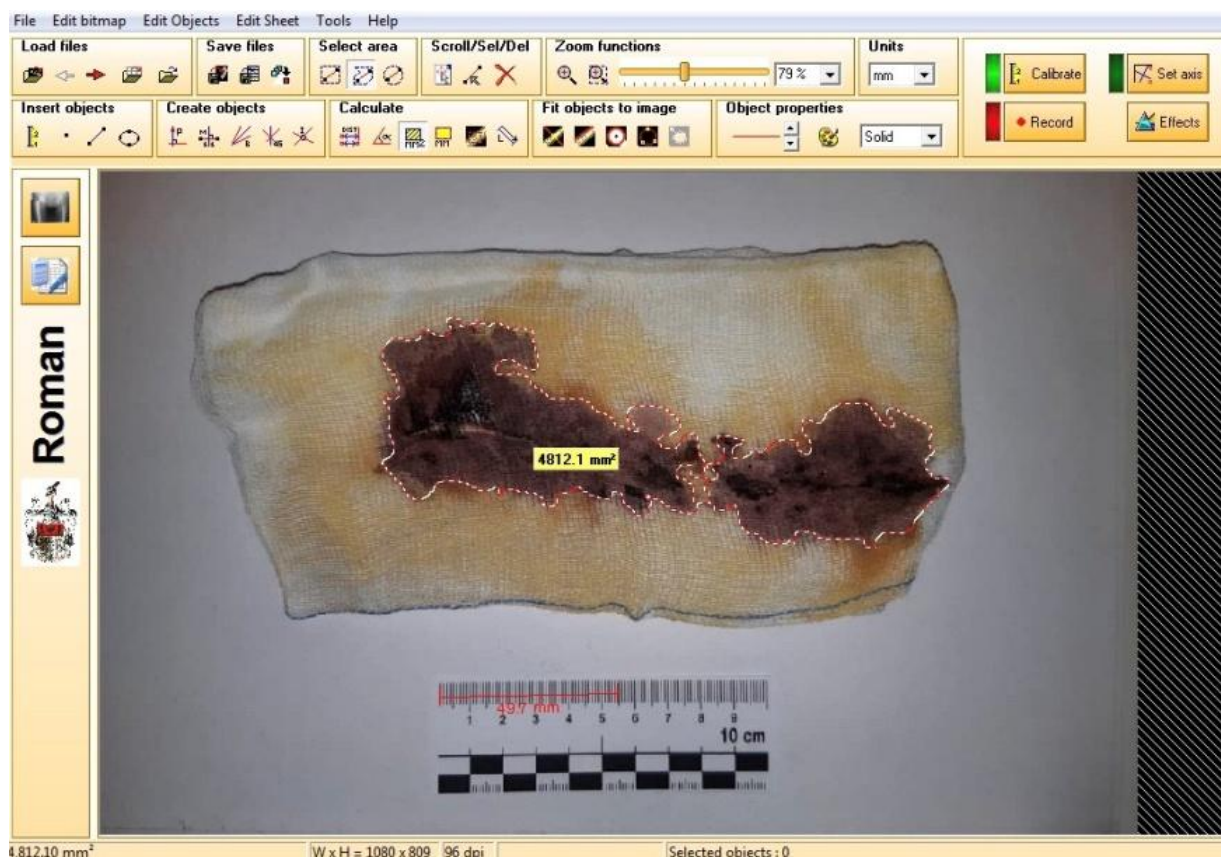 File Edit bitmap Edit Objects Edit Sheet Tools Help
Load files Save files Select area Scroll/Sel/Del Zoom functions Units
79 % mm
Calibrate Set axis
Insert objects Create objects Calculate Fit objects to image Object properties
Solid
Record Effects
Roman
4812.1 mm²
49.7 mm
1 2 3 4 5 6 7 8 9
10 cm
4.812.10 mm² W x H = 1080 x 809 96 dpi Selected objects : 0